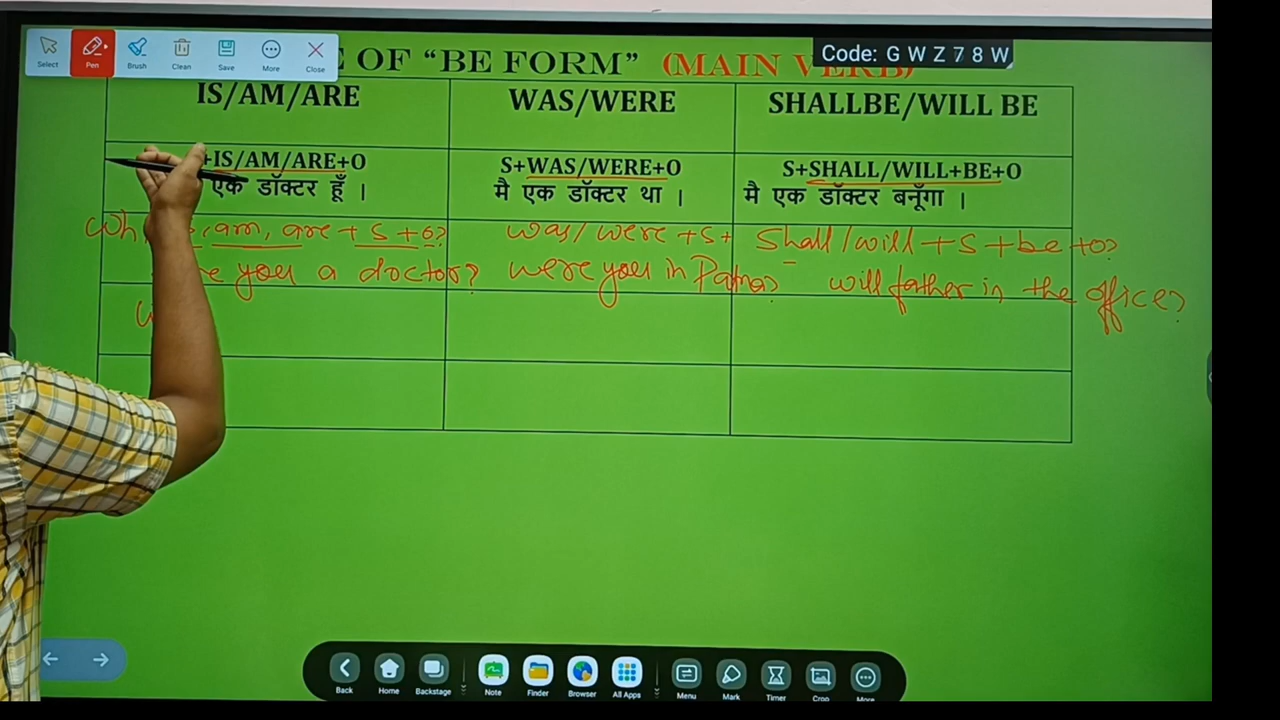 Select Pen Brush Clean Save More Close
OF “BE FORM” (MAIN VERB)
Code: G W Z 7 8 W
IS/AM/ARE WAS/WERE SHALLBE/WILL BE
+IS/AM/ARE+O S+WAS/WERE+O S+SHALL/WILL+BE+O
एक डॉक्टर हूँ । मै एक डॉक्टर था । मै एक डॉक्टर बनूँगा ।
am, are + S + o? was/were +S+ Shall/will + S + be +o?
you a doctor? were you in Patna? will father in the office?
Back Home Backstage Note Finder Browser All Apps Menu Mark Timer Crop More